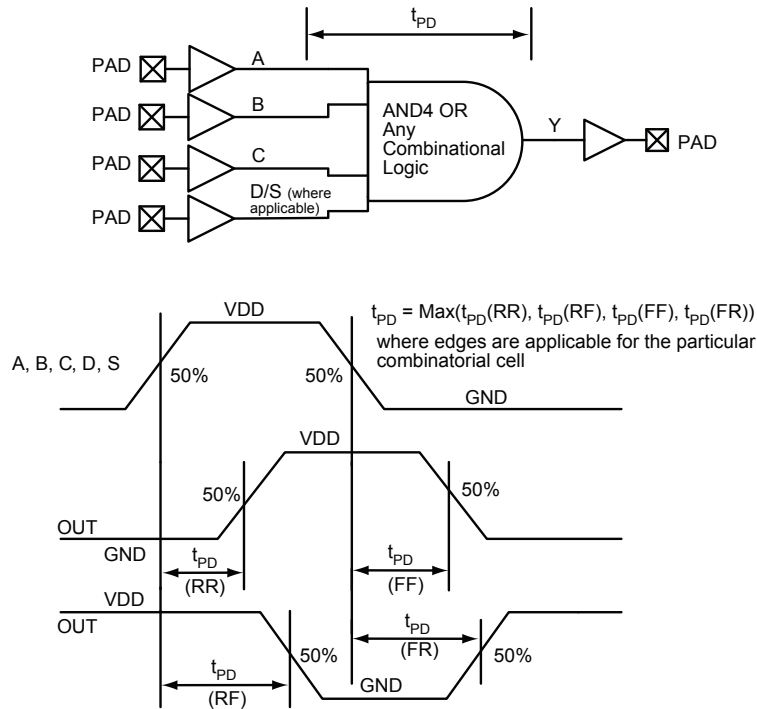 tPD
PAD
A
PAD
B
PAD
C
PAD
D/S (where
applicable)
AND4 OR
Any
Combinational
Logic
Y
PAD
tPD = Max(tPD(RR), tPD(RF), tPD(FF), tPD(FR))
where edges are applicable for the particular
combinatorial cell
VDD
A, B, C, D, S
50%
50%
GND
VDD
50%
50%
OUT
GND
tPD
(RR)
tPD
(FF)
VDD
OUT
tPD
(FR)
50%
50%
tPD
(RF)
GND